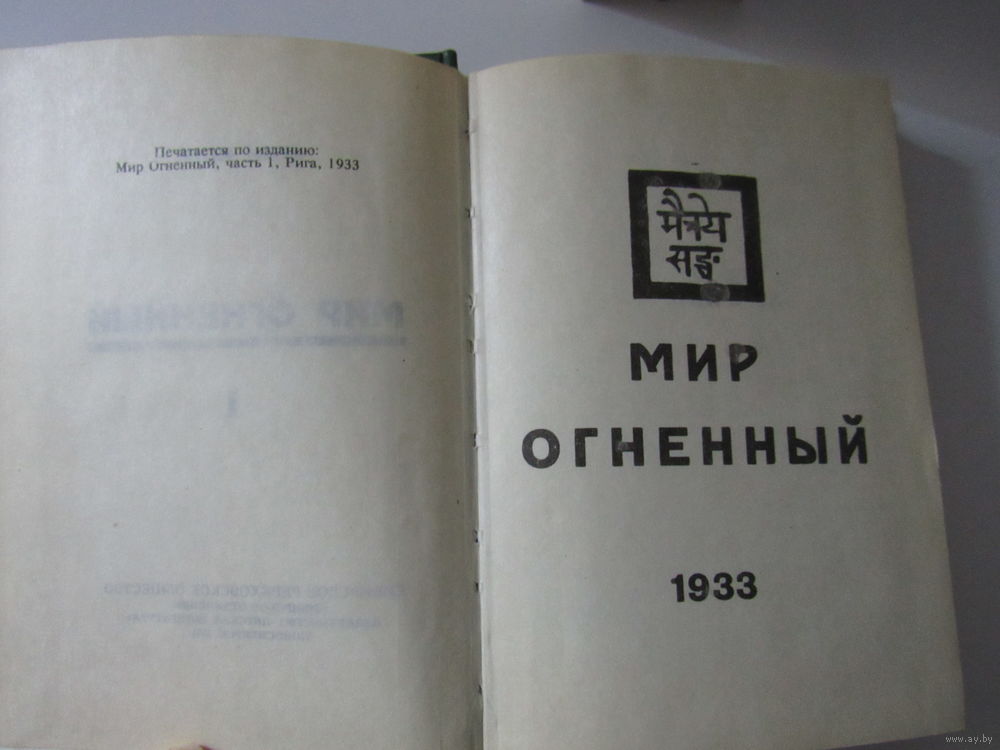 Печатается по изданию:
Мир Огненный, часть 1, Рига, 1933
मैत्रेय
सङ्घ
МИР
ОГНЕННЫЙ
1933
www.ay.by